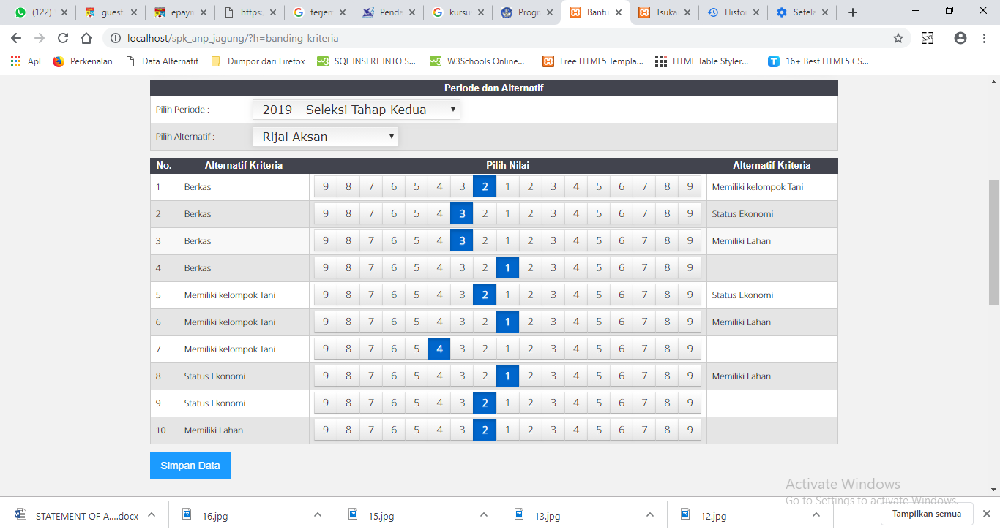 (122) guest epayn https: terjem Penda kursu Progr Bantu Tsuka Histo Setela
localhost/spk_anp_jagung/?h=banding-kriteria
Apl Perkenalan Data Alternatif Diimpor dari Firefox SQL INSERT INTO S... W3Schools Online... Free HTML5 Templa... HTML Table Styler... 16+ Best HTML5 CS...
Periode dan Alternatif
Pilih Periode : 2019 - Seleksi Tahap Kedua
Pilih Alternatif : Rijal Aksan
No. Alternatif Kriteria Pilih Nilai Alternatif Kriteria
1 Berkas 9 8 7 6 5 4 3 2 1 2 3 4 5 6 7 8 9 Memiliki kelompok Tani
2 Berkas 9 8 7 6 5 4 3 2 1 2 3 4 5 6 7 8 9 Status Ekonomi
3 Berkas 9 8 7 6 5 4 3 2 1 2 3 4 5 6 7 8 9 Memiliki Lahan
4 Berkas 9 8 7 6 5 4 3 2 1 2 3 4 5 6 7 8 9
5 Memiliki kelompok Tani 9 8 7 6 5 4 3 2 1 2 3 4 5 6 7 8 9 Status Ekonomi
6 Memiliki kelompok Tani 9 8 7 6 5 4 3 2 1 2 3 4 5 6 7 8 9 Memiliki Lahan
7 Memiliki kelompok Tani 9 8 7 6 5 4 3 2 1 2 3 4 5 6 7 8 9
8 Status Ekonomi 9 8 7 6 5 4 3 2 1 2 3 4 5 6 7 8 9 Memiliki Lahan
9 Status Ekonomi 9 8 7 6 5 4 3 2 1 2 3 4 5 6 7 8 9
10 Memiliki Lahan 9 8 7 6 5 4 3 2 1 2 3 4 5 6 7 8 9
Simpan Data
Activate Windows
Go to Settings to activate Windows.
STATEMENT OF A....docx 16.jpg 15.jpg 13.jpg 12.jpg Tampilkan semua